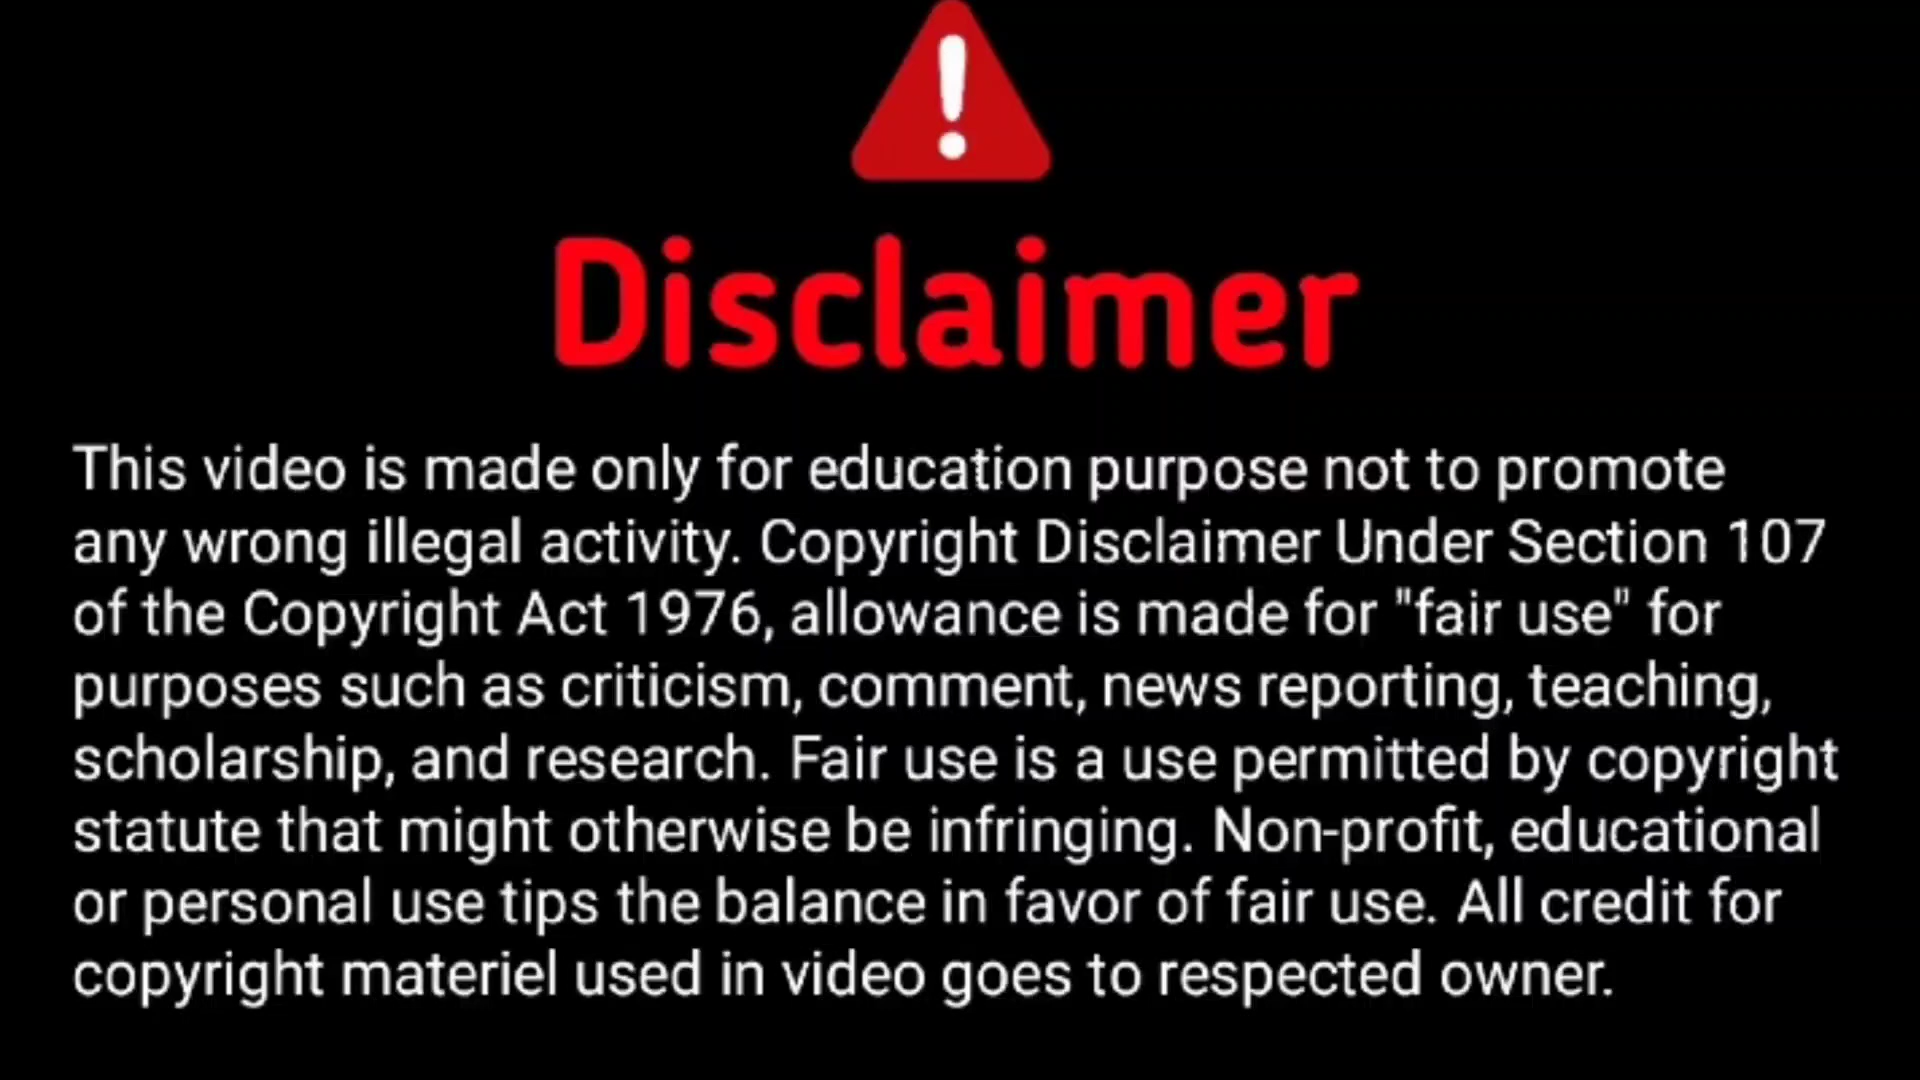 Disclaimer
This video is made only for education purpose not to promote
any wrong illegal activity. Copyright Disclaimer Under Section 107
of the Copyright Act 1976, allowance is made for "fair use" for
purposes such as criticism, comment, news reporting, teaching,
scholarship, and research. Fair use is a use permitted by copyright
statute that might otherwise be infringing. Non-profit, educational
or personal use tips the balance in favor of fair use. All credit for
copyright materiel used in video goes to respected owner.